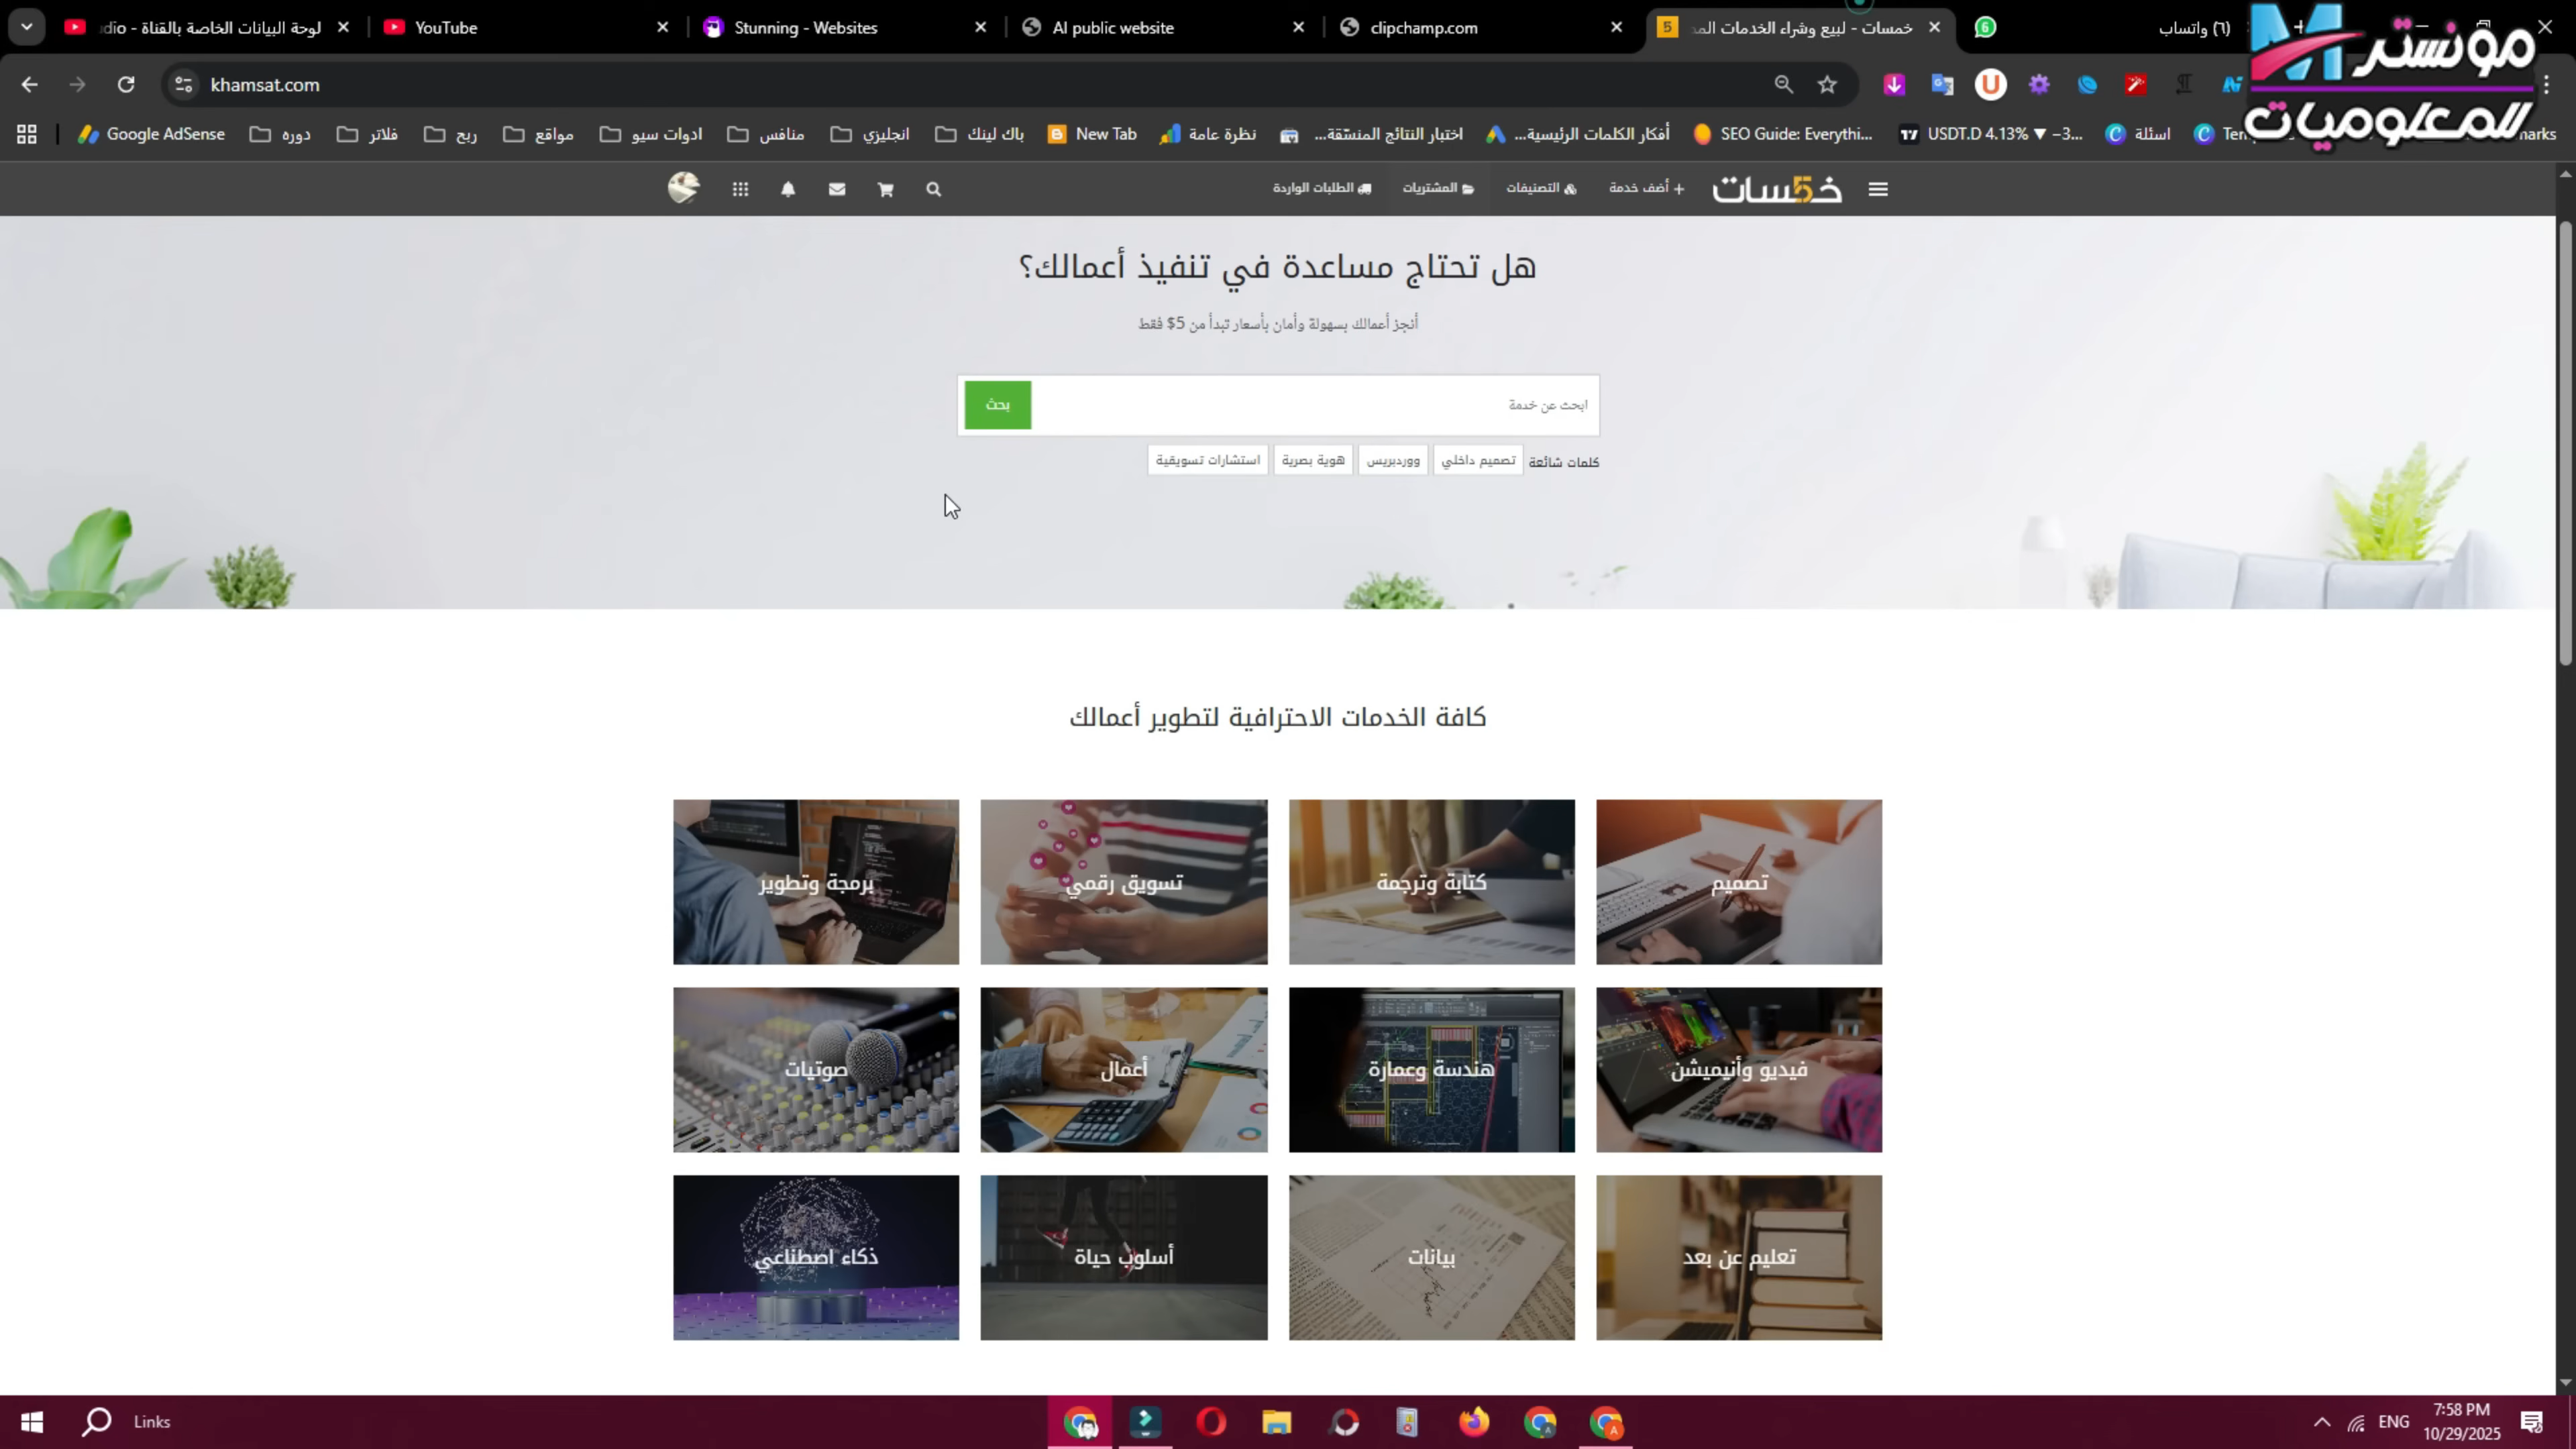 لوحة البيانات الخاصة بالقناة - dio
YouTube
Stunning - Websites
AI public website
clipchamp.com
خمسات - لبيع وشراء الخدمات المص
(٦) واتساب
khamsat.com
مونستر
للمعلوميات
Google AdSense
دوره
فلاتر
ربح
مواقع
ادوات سيو
منافس
انجليزي
باك لينك
New Tab
نظرة عامة
اختبار النتائج المنسّقة...
أفكار الكلمات الرئيسية...
SEO Guide: Everythi...
USDT.D 4.13% ▼ −3...
اسئلة
خمسات
أضف خدمة
التصنيفات
المشتريات
الطلبات الواردة
هل تحتاج مساعدة في تنفيذ أعمالك؟
أنجز أعمالك بسهولة وأمان بأسعار تبدأ من 5$ فقط
ابحث عن خدمة
بحث
كلمات شائعة
تصميم داخلي
ووردبريس
هوية بصرية
استشارات تسويقية
كافة الخدمات الاحترافية لتطوير أعمالك
تصميم
كتابة وترجمة
تسويق رقمي
برمجة وتطوير
فيديو وأنيميشن
هندسة وعمارة
أعمال
صوتيات
تعليم عن بعد
بيانات
أسلوب حياة
ذكاء اصطناعي
Links
ENG
7:58 PM
10/29/2025